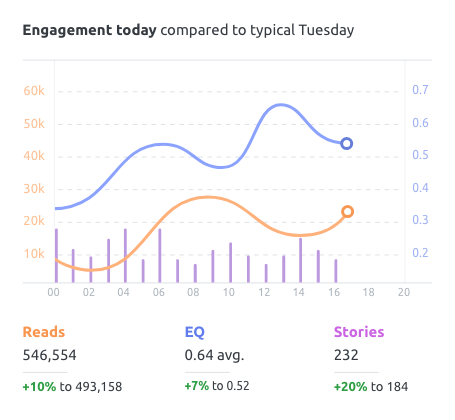 Engagement today compared to typical Tuesday
60k 0.7
50k 0.6
40k 0.5
30k 0.4
20k 0.3
10k 0.2
00 02 04 06 08 10 12 14 16 18 20
Reads EQ Stories
546,554 0.64 avg. 232
+10% to 493,158 +7% to 0.52 +20% to 184